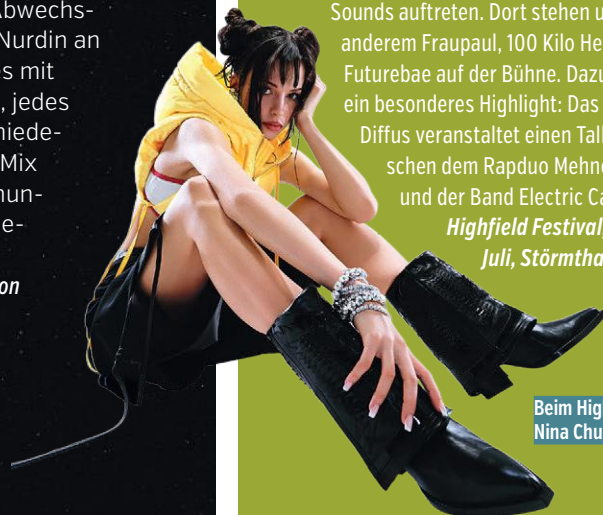 Abwechs-
Nurdin an
es mit
, jedes
hiede-
Mix
nun-
e-
on
Sounds auftreten. Dort stehen u
anderem Fraupaul, 100 Kilo He
Futurebae auf der Bühne. Dazu
ein besonderes Highlight: Das
Diffus veranstaltet einen Tal
schen dem Rapduo Mehne
und der Band Electric Ca
Highfield Festival,
Juli, Störmtha
Beim Hig
Nina Chu